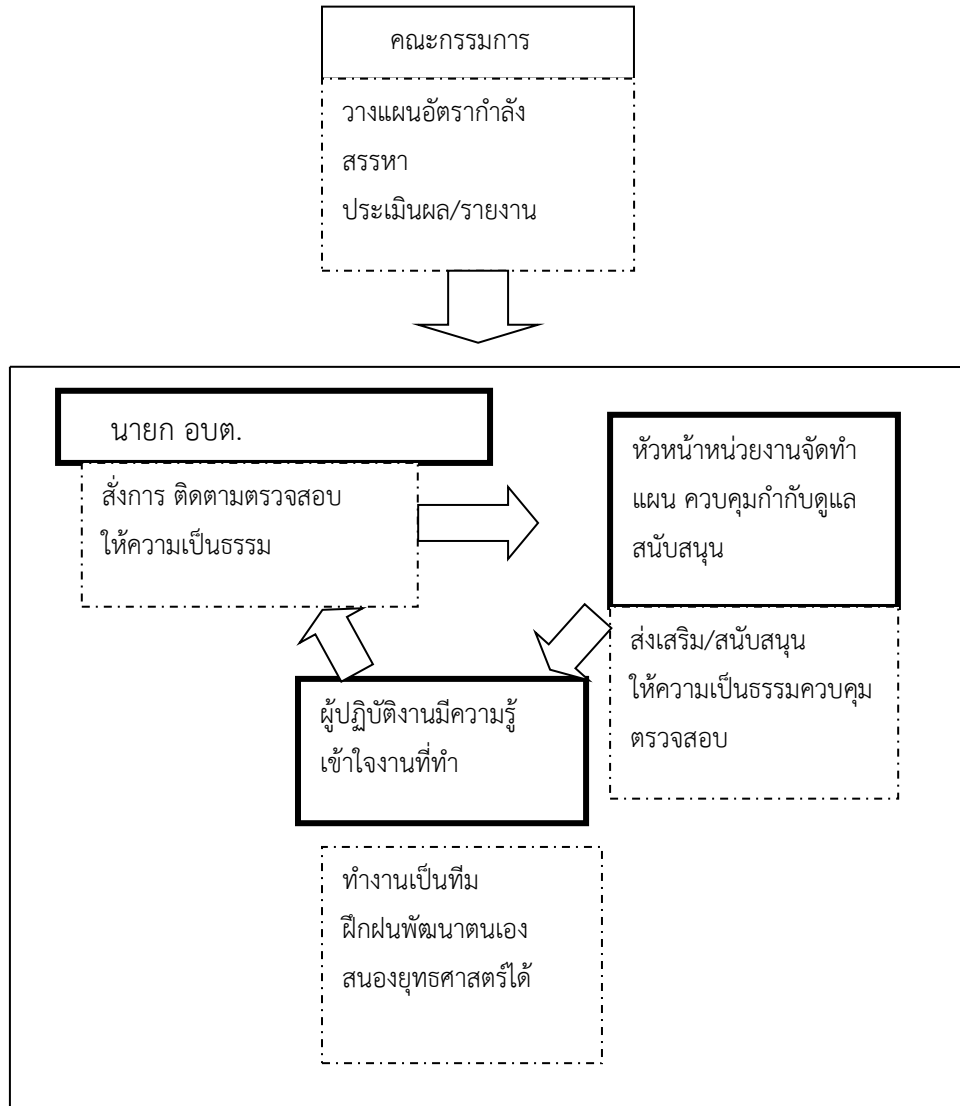 คณะกรรมการ
วางแผนอัตรากำลัง
สรรหา
ประเมินผล/รายงาน
นายก อบต.
สั่งการ ติดตามตรวจสอบ
ให้ความเป็นธรรม
หัวหน้าหน่วยงานจัดทำ
แผน ควบคุมกำกับดูแล
สนับสนุน
ส่งเสริม/สนับสนุน
ให้ความเป็นธรรมควบคุม
ตรวจสอบ
ผู้ปฏิบัติงานมีความรู้
เข้าใจงานที่ทำ
ทำงานเป็นทีม
ฝึกฝนพัฒนาตนเอง
สนองยุทธศาสตร์ได้